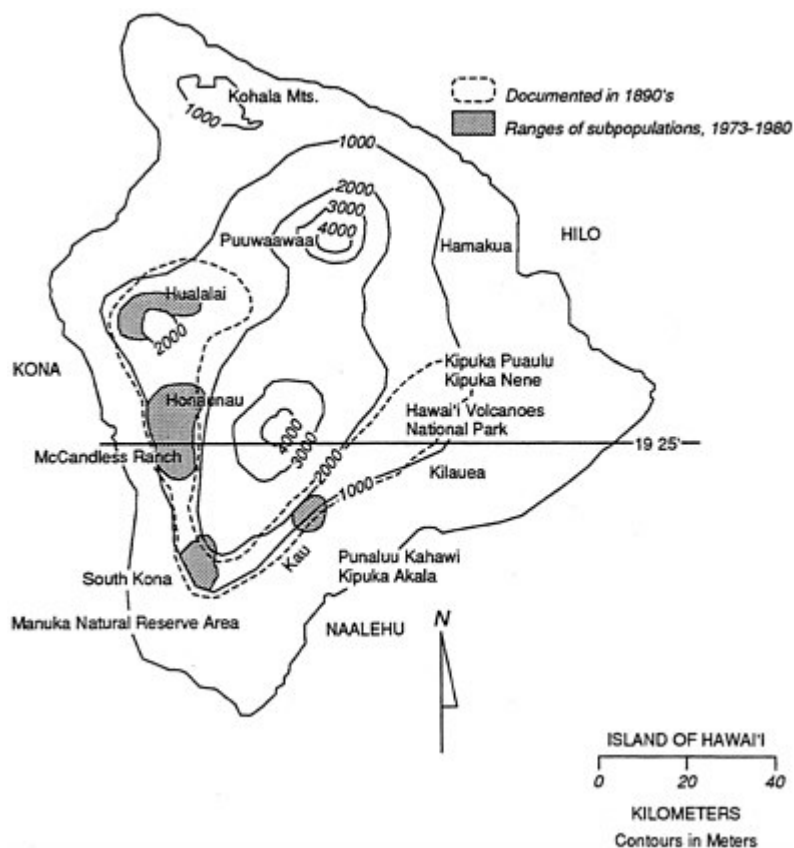 Kohala Mts.
1000
Documented in 1890's
Ranges of subpopulations, 1973-1980
1000
2000
3000
4000
Puuwaawaa
Hamakua
HILO
Hualalai
2000
KONA
Kipuka Puaulu
Kipuka Nene
Honaunau
Hawai'i Volcanoes
National Park
4000
3000
19 25'
McCandless Ranch
2000
Kilauea
1000
Kau
Punaluu Kahawi
Kipuka Akala
South Kona
Manuka Natural Reserve Area
NAALEHU
N
ISLAND OF HAWAI'I
0 20 40
KILOMETERS
Contours in Meters